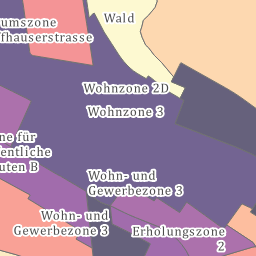 Wald
umszone
fhauserstrasse
Wohnzone 2D
Wohnzone 3
ne für
entliche
uten B
Wohn- und
Gewerbezone 3
Wohn- und
Gewerbezone 3
Erholungszone
2